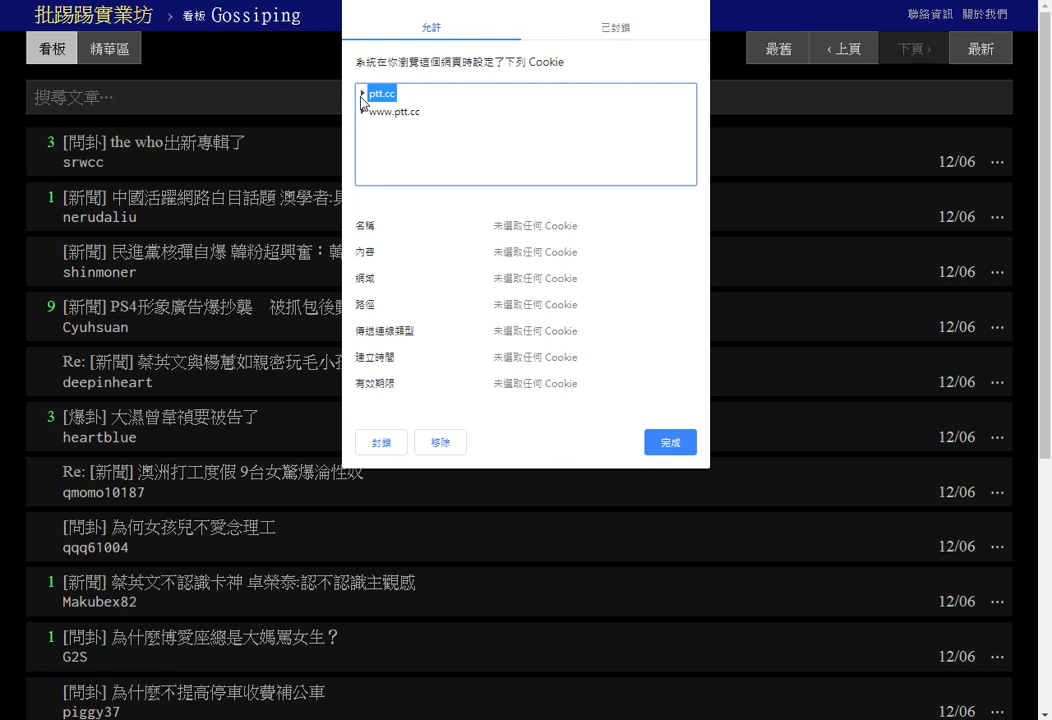 批踢踢實業坊 › 看板 Gossiping
聯絡資訊 關於我們
看板 精華區
最舊 ‹ 上頁 下頁 › 最新
搜尋文章⋯
3 [問卦] the who出新專輯了
srwcc
12/06 ⋯
1 [新聞] 中國活躍網路白目話題 澳學者:
nerudaliu
12/06 ⋯
[新聞] 民進黨核彈自爆 韓粉超興奮：韓
shinmoner
12/06 ⋯
9 [新聞] PS4形象廣告爆抄襲　被抓包後
Cyuhsuan
12/06 ⋯
Re: [新聞] 蔡英文與楊蕙如親密玩毛小
deepinheart
12/06 ⋯
3 [爆卦] 大濕曾韋禎要被告了
heartblue
12/06 ⋯
Re: [新聞] 澳洲打工度假 9台女驚爆淪性奴
qmomo10187
12/06 ⋯
[問卦] 為何女孩兒不愛念理工
qqq61004
12/06 ⋯
1 [新聞] 蔡英文不認識卡神 卓榮泰:認不認識主觀感
Makubex82
12/06 ⋯
1 [問卦] 為什麼博愛座總是大媽罵女生？
G2S
12/06 ⋯
[問卦] 為什麼不提高停車收費補公車
piggy37
12/06 ⋯
允許 已封鎖
系統在你瀏覽這個網頁時設定了下列 Cookie
ptt.cc
www.ptt.cc
名稱 未選取任何 Cookie
內容 未選取任何 Cookie
網域 未選取任何 Cookie
路徑 未選取任何 Cookie
傳送連線類型 未選取任何 Cookie
建立時間 未選取任何 Cookie
有效期限 未選取任何 Cookie
封鎖 移除 完成